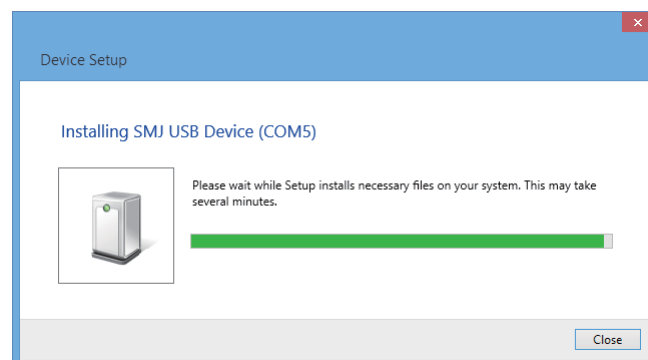 Device Setup
Installing SMJ USB Device (COM5)
Please wait while Setup installs necessary files on your system. This may take
several minutes.
Close